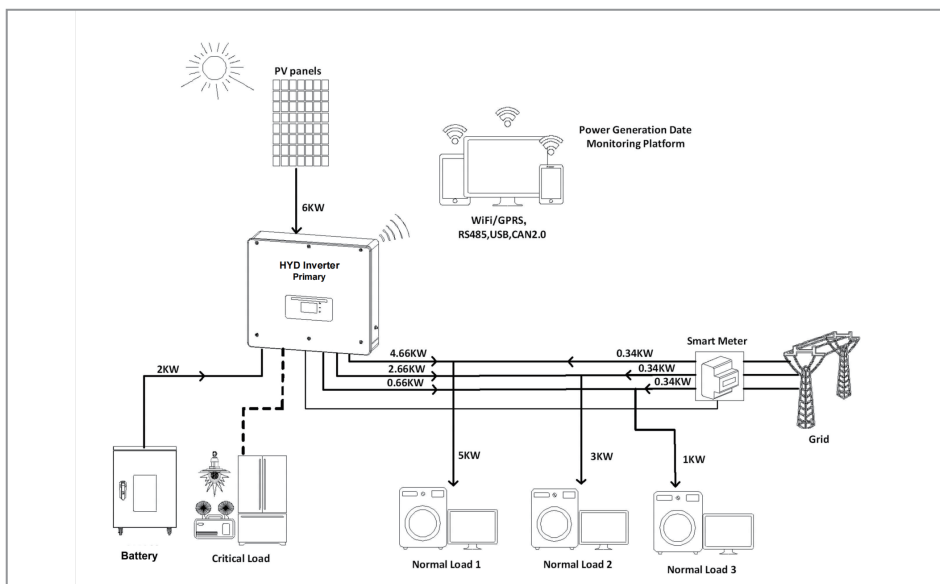 PV panels
Power Generation Date
Monitoring Platform
6KW
WiFi/GPRS,
RS485,USB,CAN2.0
HYD Inverter
Primary
Smart Meter
4.66KW
0.34KW
2KW
2.66KW
0.34KW
0.66KW
0.34KW
Grid
5KW
3KW
1KW
Battery
Critical Load
Normal Load 1
Normal Load 2
Normal Load 3